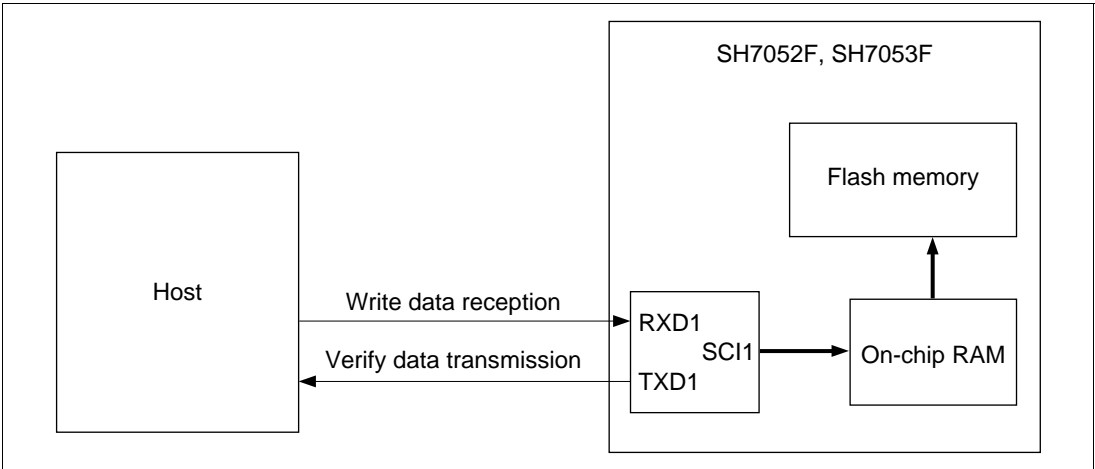 SH7052F, SH7053F
Flash memory
Host
Write data reception
RXD1
SCI1
On-chip RAM
Verify data transmission
TXD1